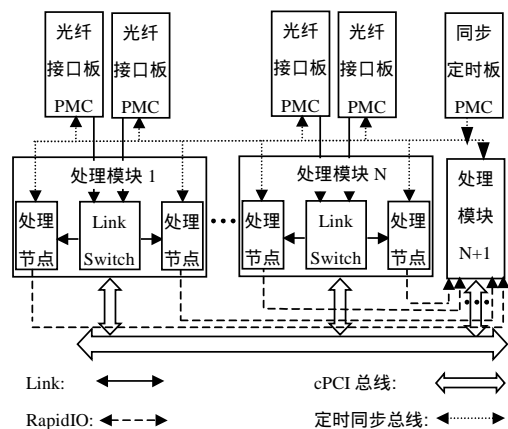 光纤
接口板
PMC
光纤
接口板
PMC
光纤
接口板
PMC
光纤
接口板
PMC
同步
定时板
PMC
处理模块 1
处理
节点
Link
Switch
处理
节点
处理模块 N
处理
节点
Link
Switch
处理
节点
处理
模块
N+1
Link:
cPCI 总线:
RapidIO:
定时同步总线: